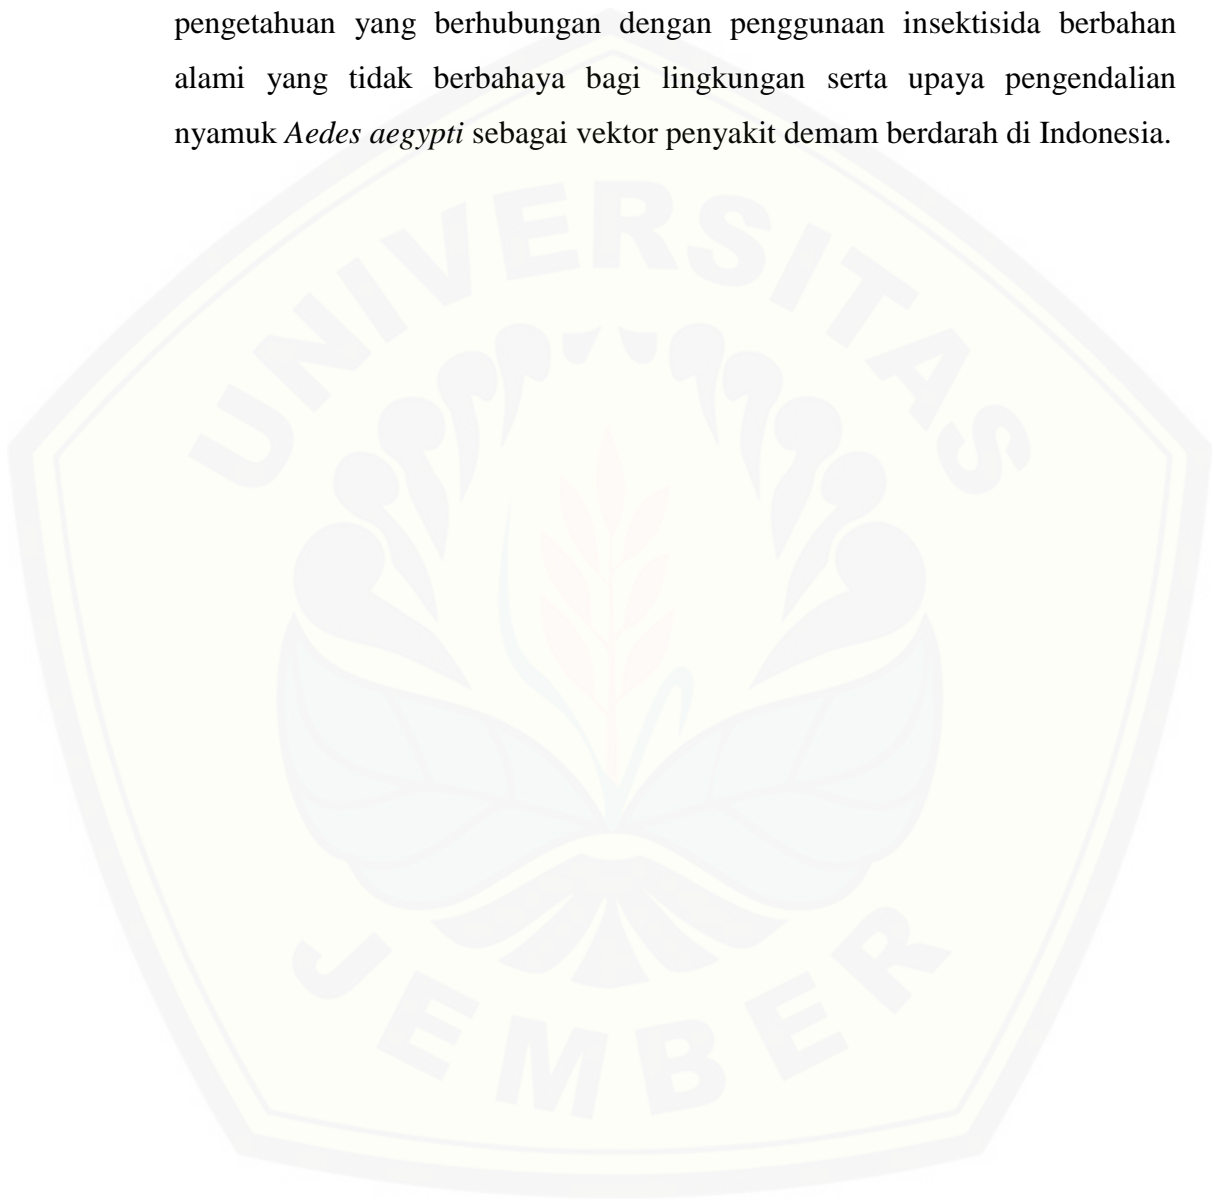 pengetahuan yang berhubungan dengan penggunaan insektisida berbahan
alami yang tidak berbahaya bagi lingkungan serta upaya pengendalian
nyamuk Aedes aegypti sebagai vektor penyakit demam berdarah di Indonesia.
UNIVERSITAS
JEMBER